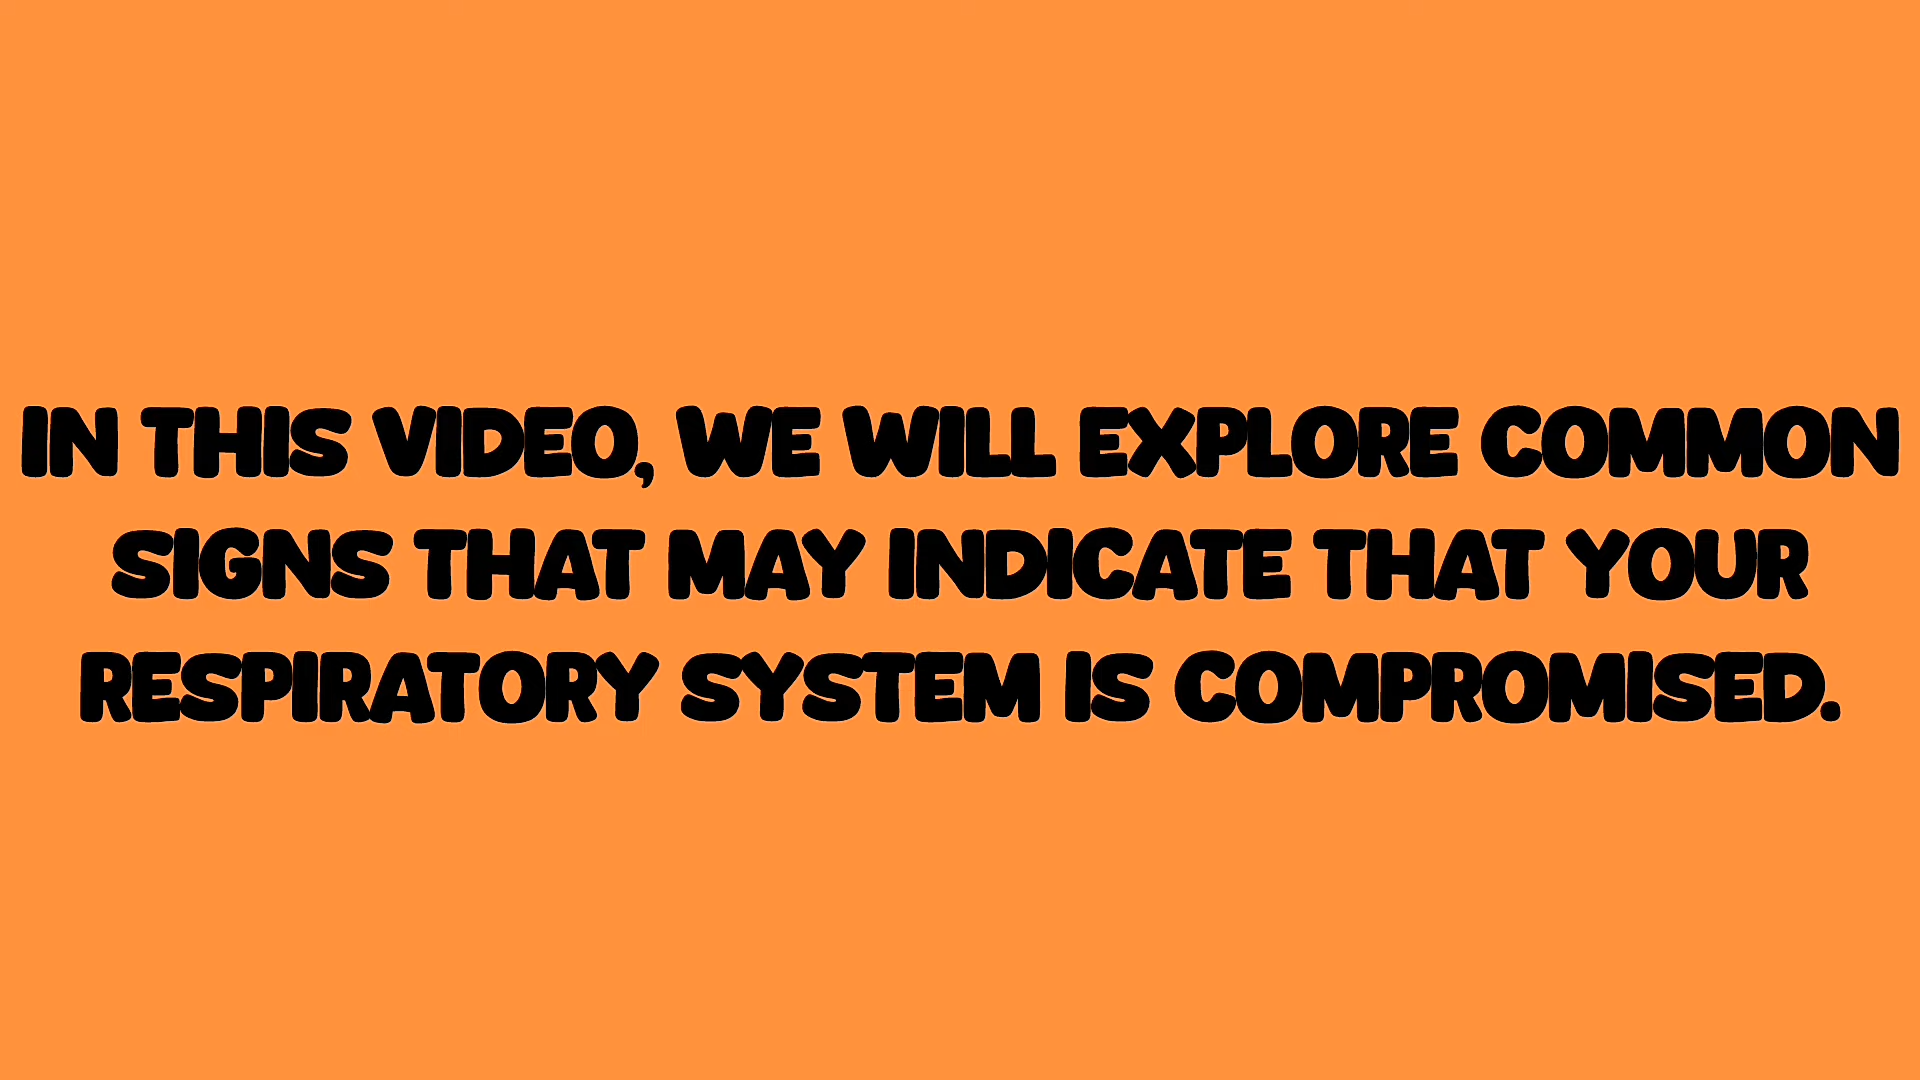 IN THIS VIDEO, WE WILL EXPLORE COMMON
SIGNS THAT MAY INDICATE THAT YOUR
RESPIRATORY SYSTEM IS COMPROMISED.